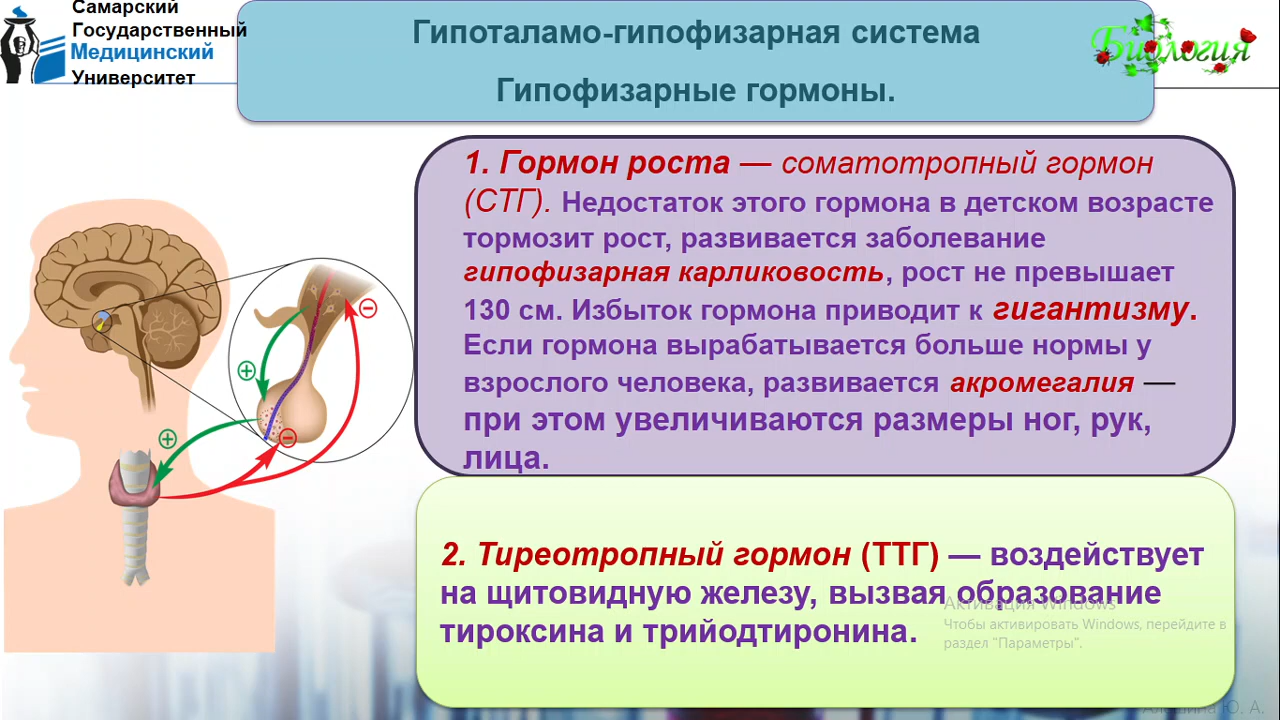 Самарский
Государственный
Медицинский
Университет
Гипоталамо-гипофизарная система
Гипофизарные гормоны.
Биология
1. Гормон роста — соматотропный гормон
(СТГ). Недостаток этого гормона в детском возрасте
тормозит рост, развивается заболевание
гипофизарная карликовость, рост не превышает
130 см. Избыток гормона приводит к гигантизму.
Если гормона вырабатывается больше нормы у
взрослого человека, развивается акромегалия —
при этом увеличиваются размеры ног, рук,
лица.
2. Тиреотропный гормон (ТТГ) — воздействует
на щитовидную железу, вызвая образование
тироксина и трийодтиронина.
Активация Windows
Чтобы активировать Windows, перейдите в
раздел "Параметры".
Ю. А.